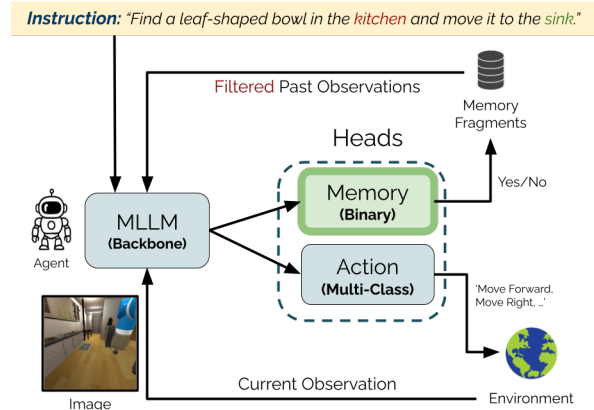 Instruction: “Find a leaf-shaped bowl in the kitchen and move it to the sink.”
Filtered Past Observations
Memory
Fragments
Heads
Yes/No
Memory
(Binary)
MLLM
(Backbone)
Agent
Action
(Multi-Class)
‘Move Forward,
Move Right, …’
Current Observation
Image
Environment